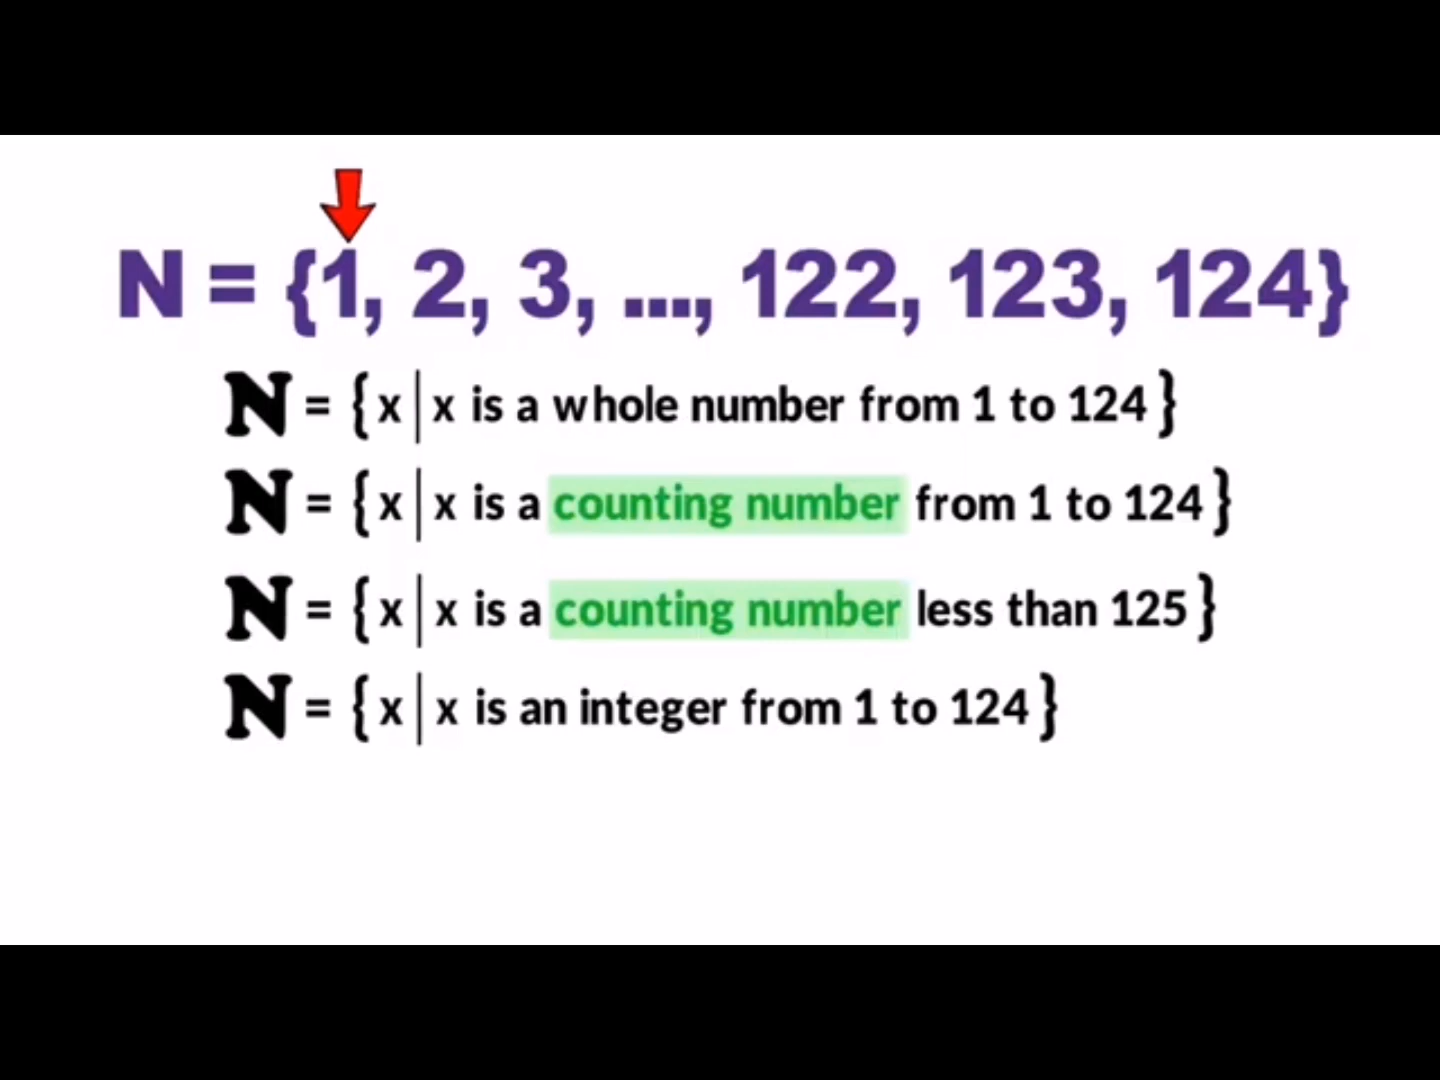 N = {1, 2, 3, ..., 122, 123, 124}
N = {x|x is a whole number from 1 to 124}
N = {x|x is a counting number from 1 to 124}
N = {x|x is a counting number less than 125}
N = {x|x is an integer from 1 to 124}